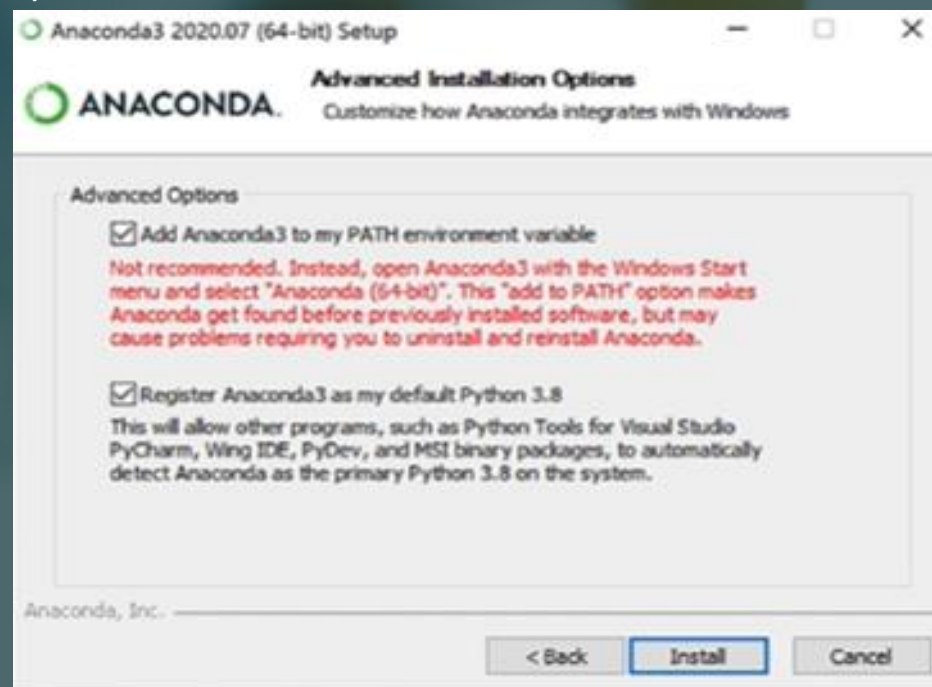 Anaconda3 2020.07 (64-bit) Setup
ANACONDA.
Advanced Installation Options
Customize how Anaconda integrates with Windows
Advanced Options
Add Anaconda3 to my PATH environment variable
Not recommended. Instead, open Anaconda3 with the Windows Start
menu and select "Anaconda (64-bit)". This "add to PATH" option makes
Anaconda get found before previously installed software, but may
cause problems requiring you to uninstall and reinstall Anaconda.
Register Anaconda3 as my default Python 3.8
This will allow other programs, such as Python Tools for Visual Studio
PyCharm, Wing IDE, PyDev, and MSI binary packages, to automatically
detect Anaconda as the primary Python 3.8 on the system.
Anaconda, Inc.
< Back Install Cancel